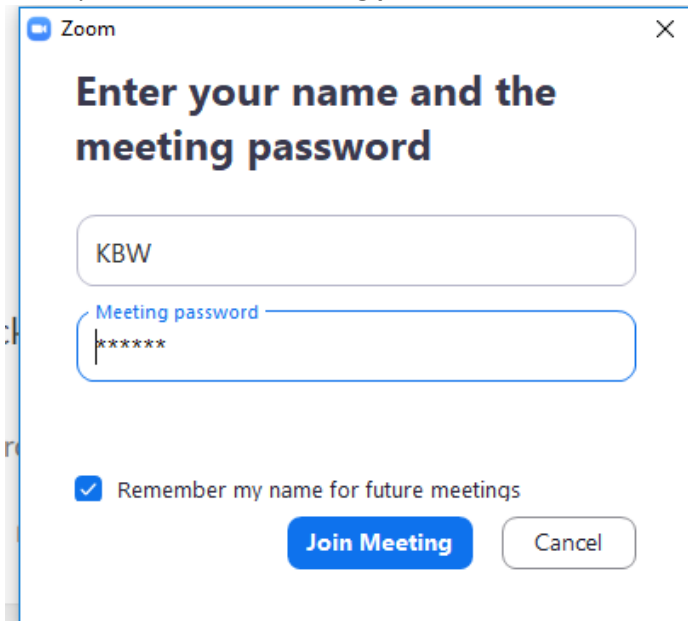 Zoom
Enter your name and the
meeting password
KBW
Meeting password
******
Remember my name for future meetings
Join Meeting
Cancel